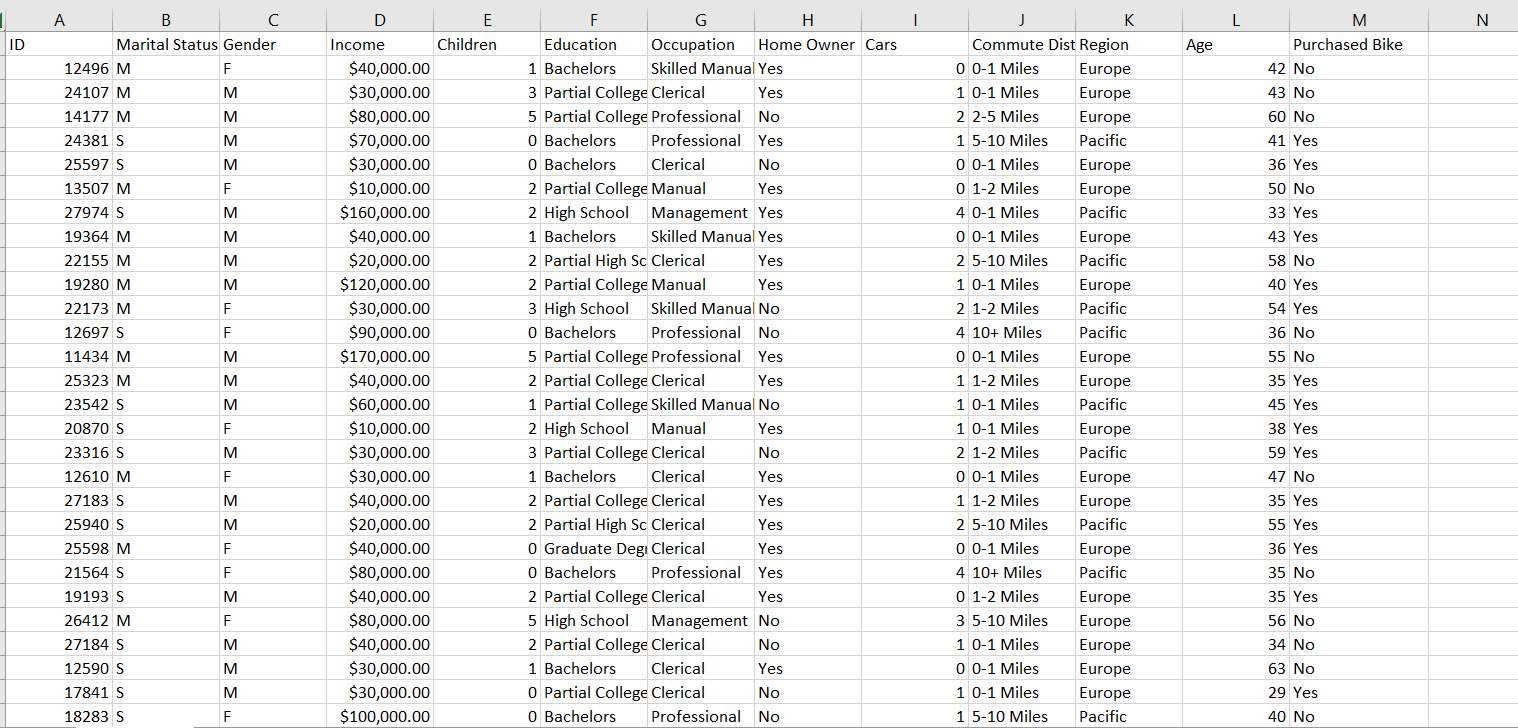 A B C D E F G H I J K L M N
ID Marital Status Gender Income Children Education Occupation Home Owner Cars Commute Dist Region Age Purchased Bike
12496 M F $40,000.00 1 Bachelors Skilled Manual Yes 0 0-1 Miles Europe 42 No
24107 M M $30,000.00 3 Partial College Clerical Yes 1 0-1 Miles Europe 43 No
14177 M M $80,000.00 5 Partial College Professional No 2 2-5 Miles Europe 60 No
24381 S M $70,000.00 0 Bachelors Professional Yes 1 5-10 Miles Pacific 41 Yes
25597 S M $30,000.00 0 Bachelors Clerical No 0 0-1 Miles Europe 36 Yes
13507 M F $10,000.00 2 Partial College Manual Yes 0 1-2 Miles Europe 50 No
27974 S M $160,000.00 2 High School Management Yes 4 0-1 Miles Pacific 33 Yes
19364 M M $40,000.00 1 Bachelors Skilled Manual Yes 0 0-1 Miles Europe 43 Yes
22155 M M $20,000.00 2 Partial High Sc Clerical Yes 2 5-10 Miles Pacific 58 No
19280 M M $120,000.00 2 Partial College Manual Yes 1 0-1 Miles Europe 40 Yes
22173 M F $30,000.00 3 High School Skilled Manual No 2 1-2 Miles Pacific 54 Yes
12697 S F $90,000.00 0 Bachelors Professional No 4 10+ Miles Pacific 36 No
11434 M M $170,000.00 5 Partial College Professional Yes 0 0-1 Miles Europe 55 No
25323 M M $40,000.00 2 Partial College Clerical Yes 1 1-2 Miles Europe 35 Yes
23542 S M $60,000.00 1 Partial College Skilled Manual No 1 0-1 Miles Pacific 45 Yes
20870 S F $10,000.00 2 High School Manual Yes 1 0-1 Miles Europe 38 Yes
23316 S M $30,000.00 3 Partial College Clerical No 2 1-2 Miles Pacific 59 Yes
12610 M F $30,000.00 1 Bachelors Clerical Yes 0 0-1 Miles Europe 47 No
27183 S M $40,000.00 2 Partial College Clerical Yes 1 1-2 Miles Europe 35 Yes
25940 S M $20,000.00 2 Partial High Sc Clerical Yes 2 5-10 Miles Pacific 55 Yes
25598 M F $40,000.00 0 Graduate Degr Clerical Yes 0 0-1 Miles Europe 36 Yes
21564 S F $80,000.00 0 Bachelors Professional Yes 4 10+ Miles Pacific 35 No
19193 S M $40,000.00 2 Partial College Clerical Yes 0 1-2 Miles Europe 35 Yes
26412 M F $80,000.00 5 High School Management No 3 5-10 Miles Europe 56 No
27184 S M $40,000.00 2 Partial College Clerical No 1 0-1 Miles Europe 34 No
12590 S M $30,000.00 1 Bachelors Clerical Yes 0 0-1 Miles Europe 63 No
17841 S M $30,000.00 0 Partial College Clerical No 1 0-1 Miles Europe 29 Yes
18283 S F $100,000.00 0 Bachelors Professional No 1 5-10 Miles Pacific 40 No